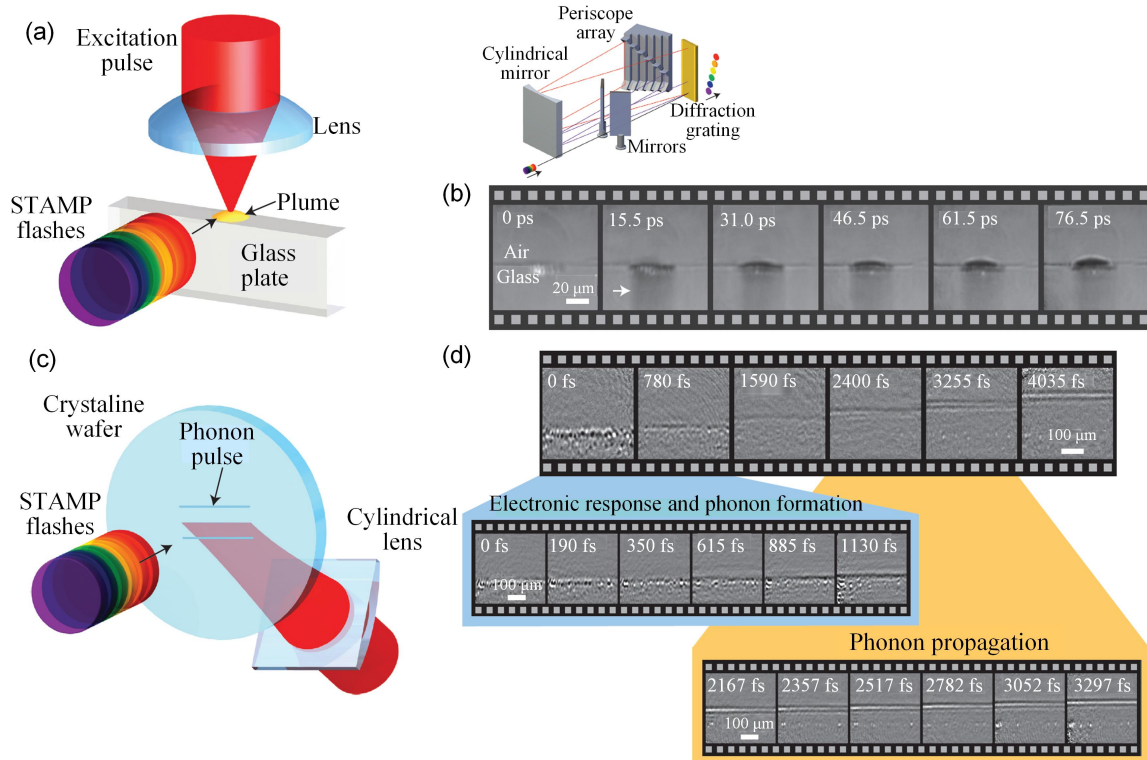 (a)
Excitation
pulse
Lens
STAMP
flashes
Plume
Glass
plate
Periscope
array
Cylindrical
mirror
Diffraction
grating
Mirrors
(b)
0 ps
15.5 ps
31.0 ps
46.5 ps
61.5 ps
76.5 ps
Air
Glass
20 μm
(c)
Crystaline
wafer
Phonon
pulse
STAMP
flashes
Cylindrical
lens
(d)
0 fs
780 fs
1590 fs
2400 fs
3255 fs
4035 fs
100 μm
Electronic response and phonon formation
0 fs
190 fs
350 fs
615 fs
885 fs
1130 fs
100 μm
Phonon propagation
2167 fs
2357 fs
2517 fs
2782 fs
3052 fs
3297 fs
100 μm